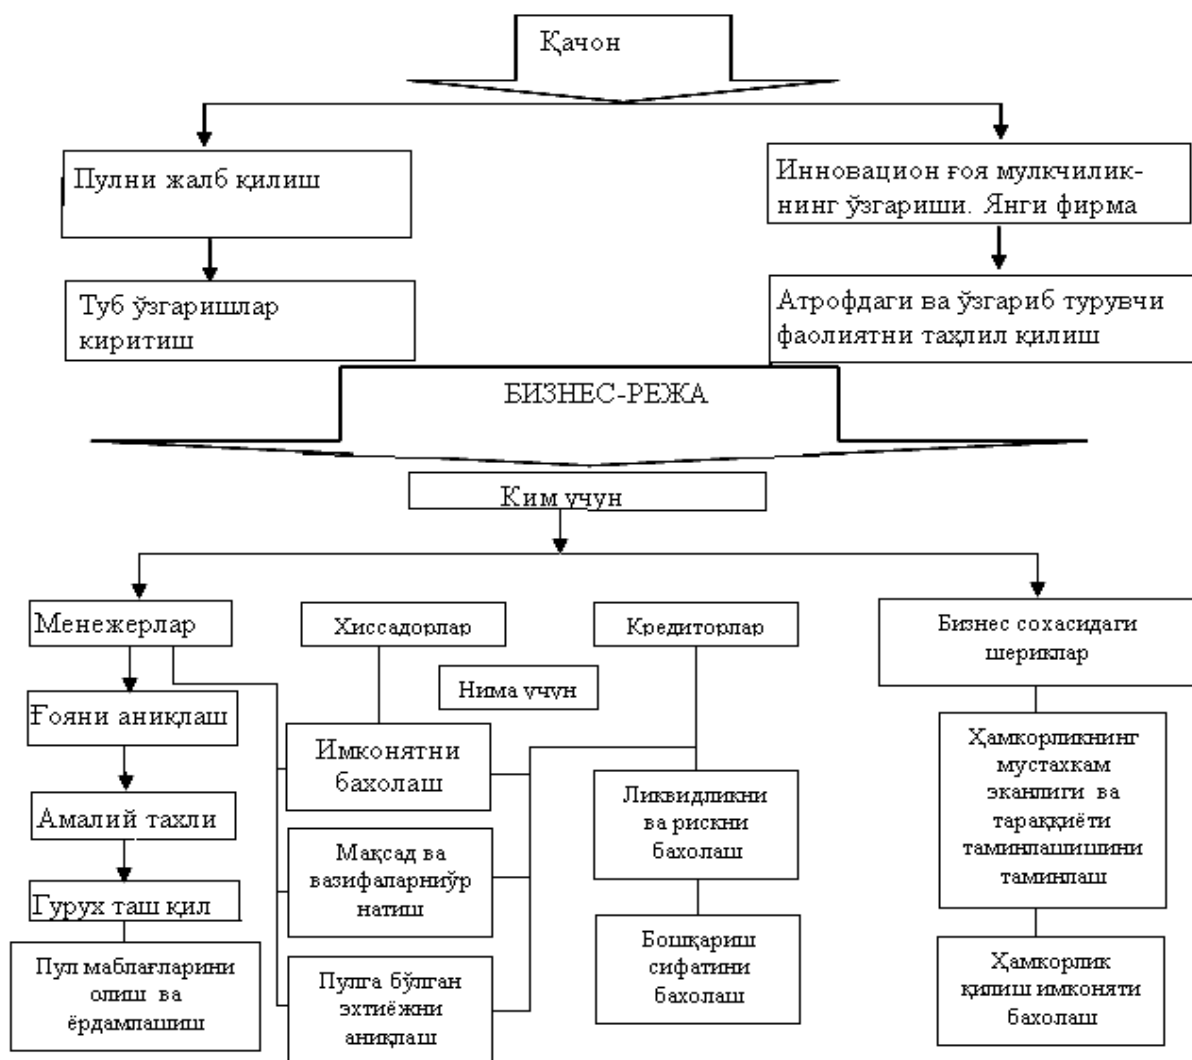 Қачон
Пулни жалб қилиш
Инновацион ғоя мулкчилик-
нинг ўзгариши. Янги фирма
Туб ўзгаришлар
киритиш
Атрофдаги ва ўзгариб турувчи
фаолиятни таҳлил қилиш
БИЗНЕС-РЕЖА
Ким учун
Менежерлар
Хиссадорлар
Кредиторлар
Бизнес сохасидаги
шериклар
Нима учун
Ғояни аниқлаш
Имконятни
бахолаш
Ҳамкорликнинг
мустахкам
эканлиги ва
тараққиёти
таминлашишини
таминлаш
Ликвидликни
ва рискни
бахолаш
Амалий тахли
Мақсад ва
вазифаларниўр
натиш
Гурух таш қил
Бошқариш
сифатини
бахолаш
Пул маблағларини
олиш ва
ёрдамлашиш
Пулга бўлган
эхтиёжни
аниқлаш
Ҳамкорлик
қилиш имконяти
бахолаш